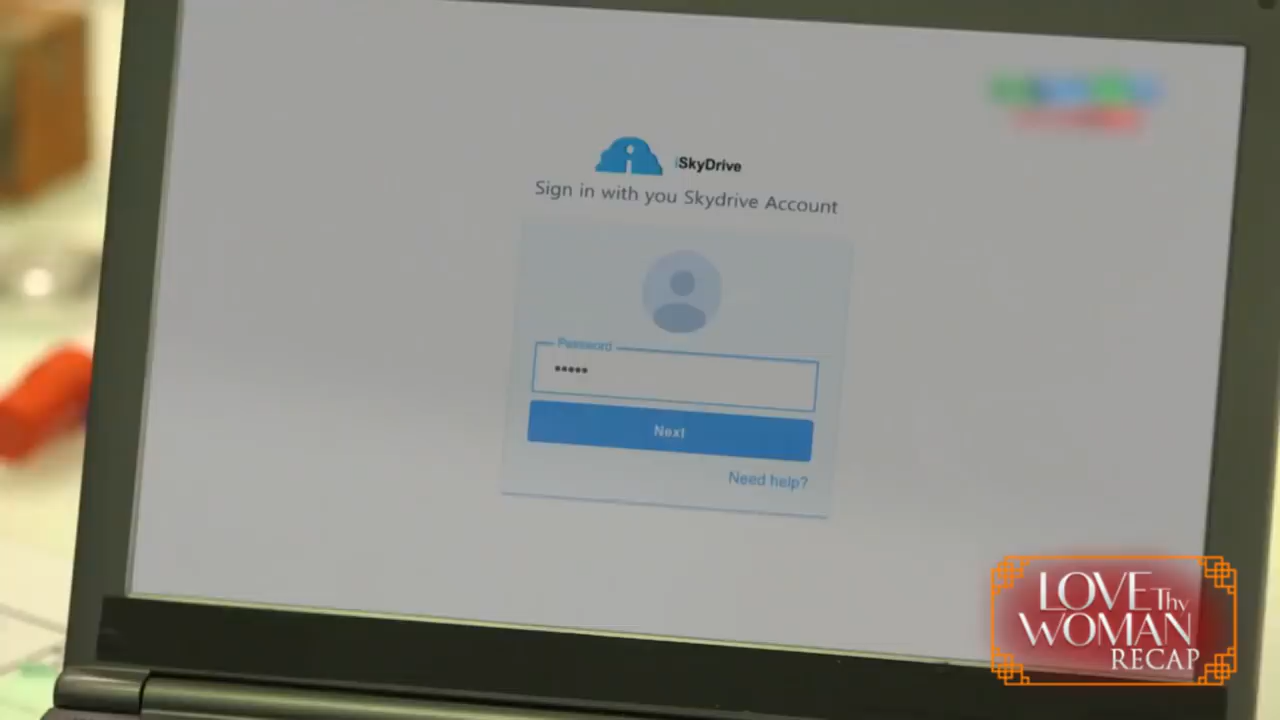 iSkyDrive
Sign in with you Skydrive Account
Password
•••••
Next
Need help?
LOVE Thy
WOMAN
RECAP